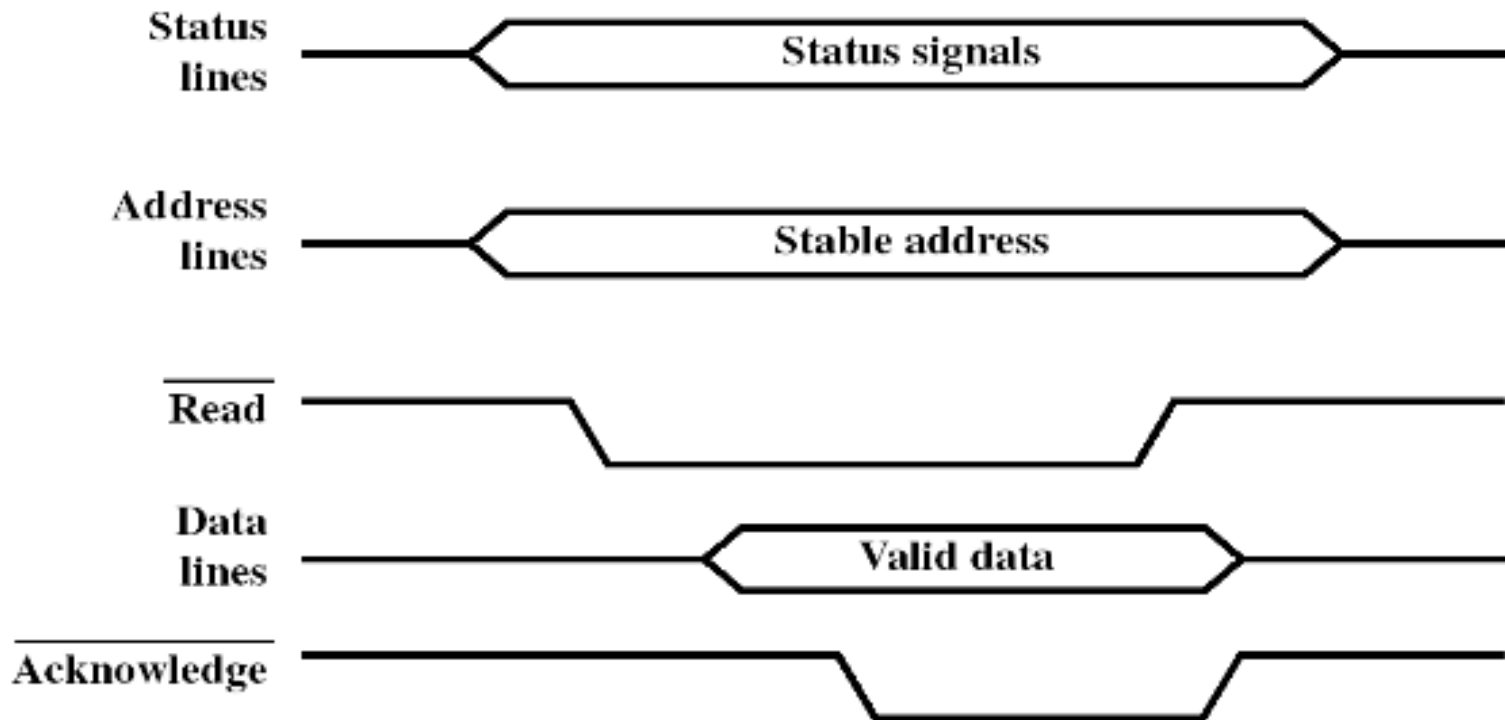 Status
lines
Status signals
Address
lines
Stable address
Read
Data
lines
Valid data
Acknowledge